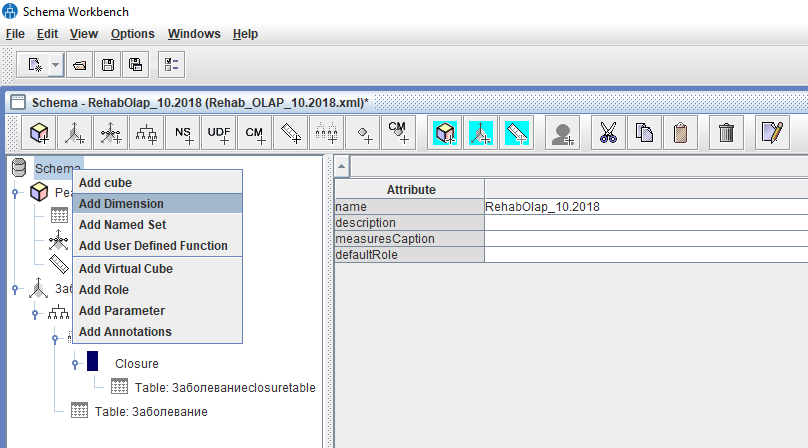 Schema Workbench
File Edit View Options Windows Help
Schema - RehabOlap_10.2018 (Rehab_OLAP_10.2018.xml)*
NS UDF CM CM
Schema
Add cube
Add Dimension
Add Named Set
Add User Defined Function
Add Virtual Cube
Add Role
Add Parameter
Add Annotations
Closure
Table: Заболеваниеclosuretable
Table: Заболевание
Attribute
name RehabOlap_10.2018
description
measuresCaption
defaultRole